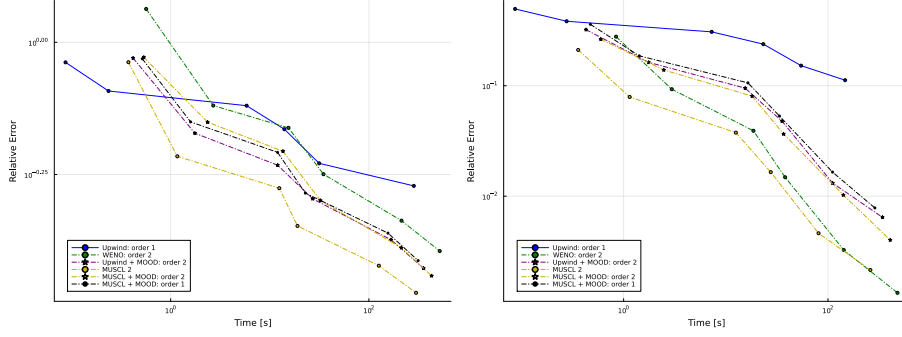 Relative Error
10^0.00
10^-0.25
10^0
10^2
Time [s]
Upwind: order 1
WENO: order 2
Upwind + MOOD: order 2
MUSCL 2
MUSCL + MOOD: order 2
MUSCL + MOOD: order 1
Relative Error
10^-1
10^-2
10^0
10^2
Time [s]
Upwind: order 1
WENO: order 2
Upwind + MOOD: order 2
MUSCL 2
MUSCL + MOOD: order 2
MUSCL + MOOD: order 1